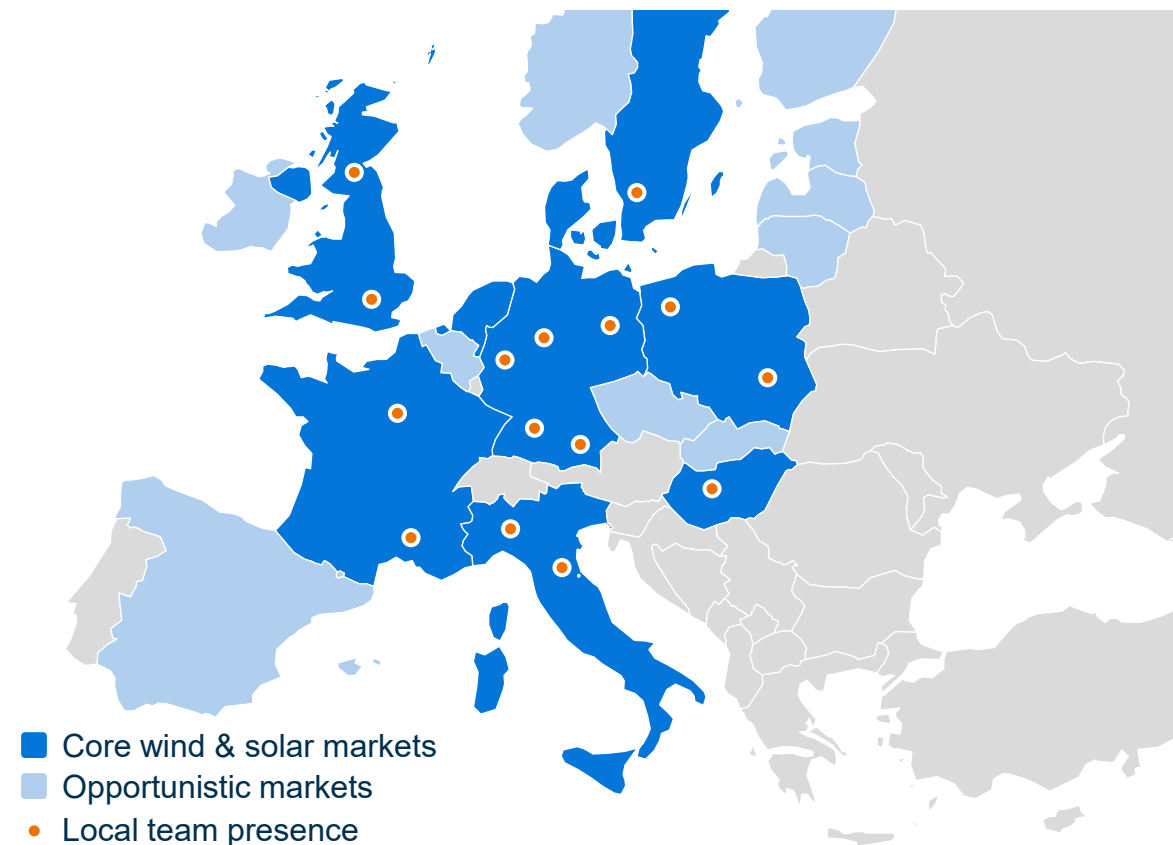 Core wind & solar markets
Opportunistic markets
Local team presence